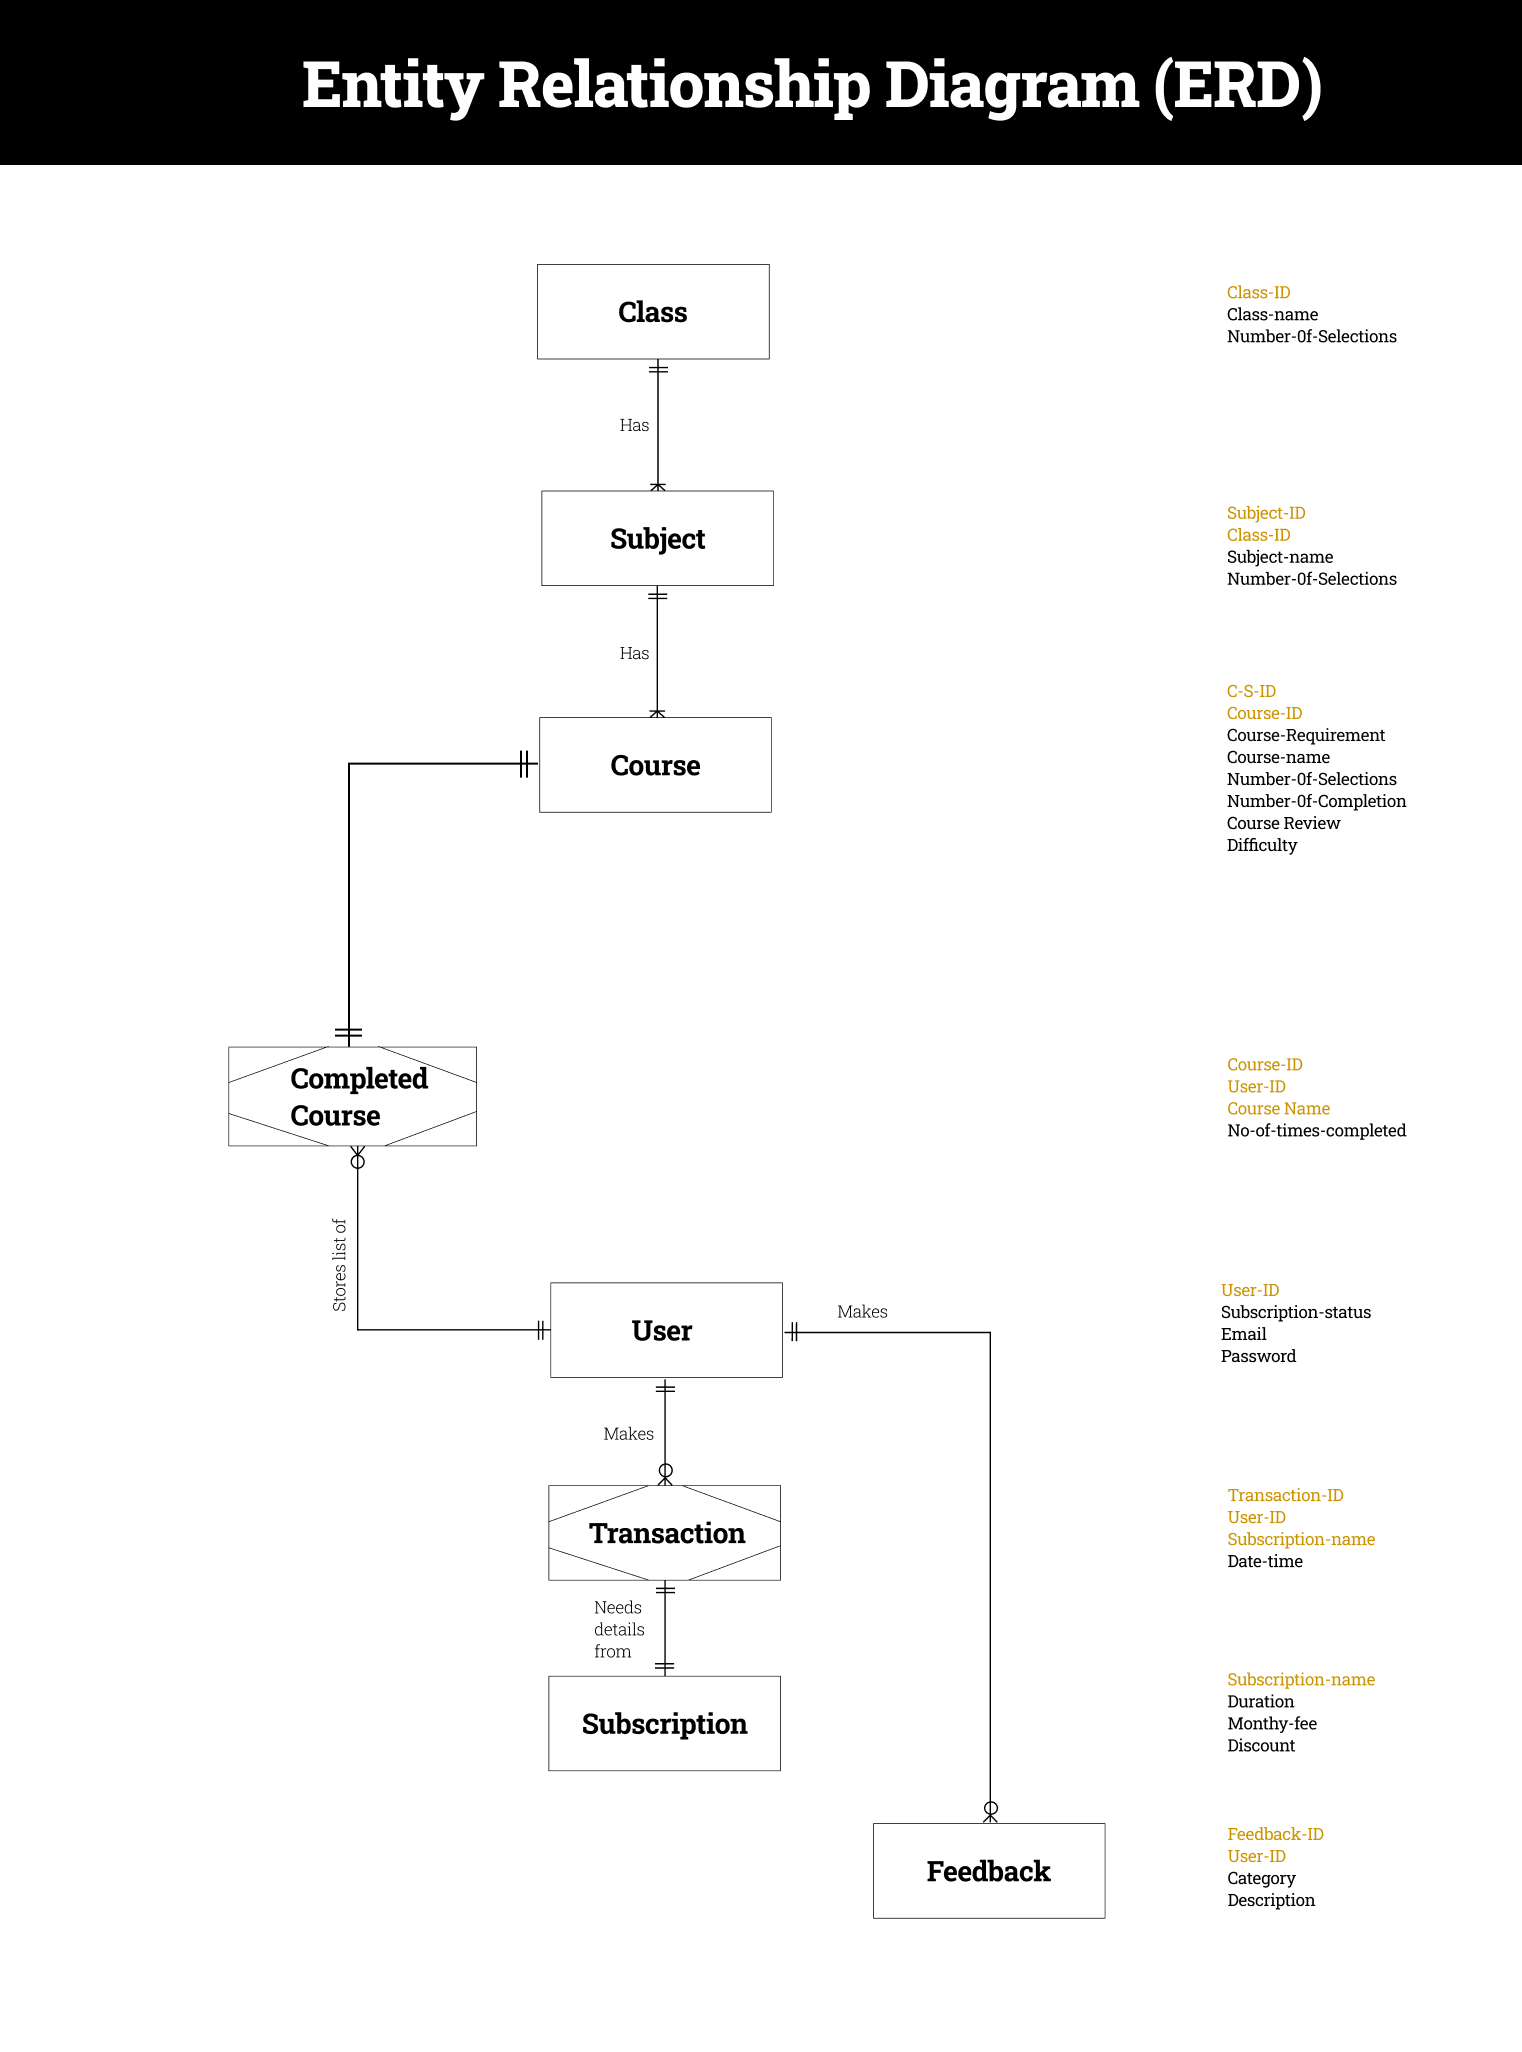 Entity Relationship Diagram (ERD)
Class
Class-ID
Class-name
Number-0f-Selections
Has
Subject
Subject-ID
Class-ID
Subject-name
Number-0f-Selections
Has
Course
C-S-ID
Course-ID
Course-Requirement
Course-name
Number-0f-Selections
Number-0f-Completion
Course Review
Difficulty
Completed
Course
Course-ID
User-ID
Course Name
No-of-times-completed
Stores list of
User
Makes
User-ID
Subscription-status
Email
Password
Makes
Transaction
Transaction-ID
User-ID
Subscription-name
Date-time
Needs
details
from
Subscription
Subscription-name
Duration
Monthy-fee
Discount
Feedback
Feedback-ID
User-ID
Category
Description